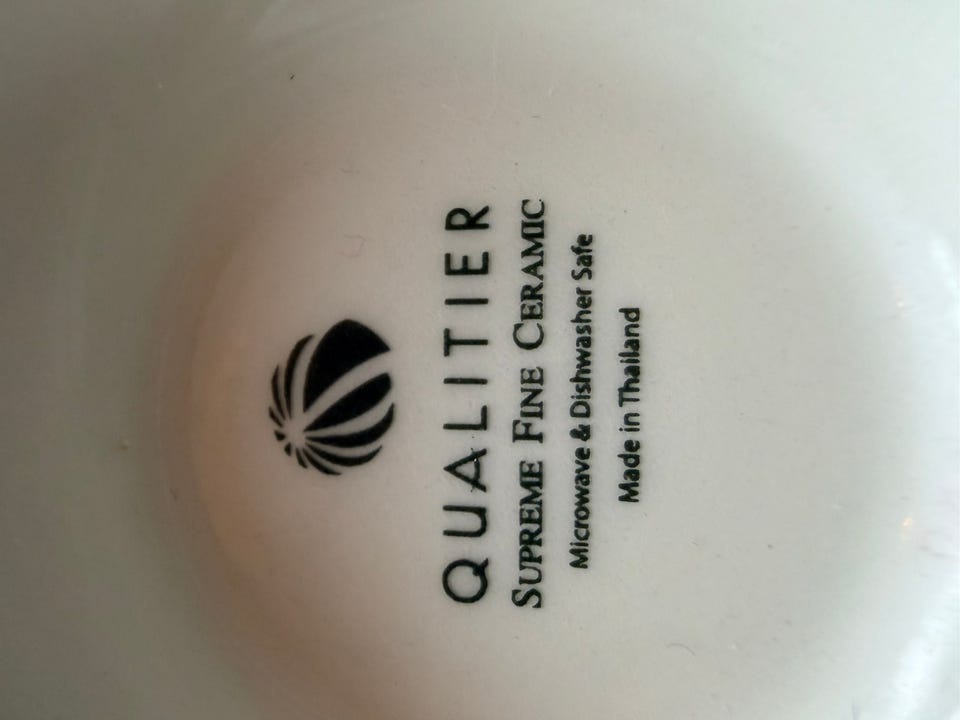 QUALITIER
SUPREME FINE CERAMIC
Microwave & Dishwasher Safe
Made in Thailand